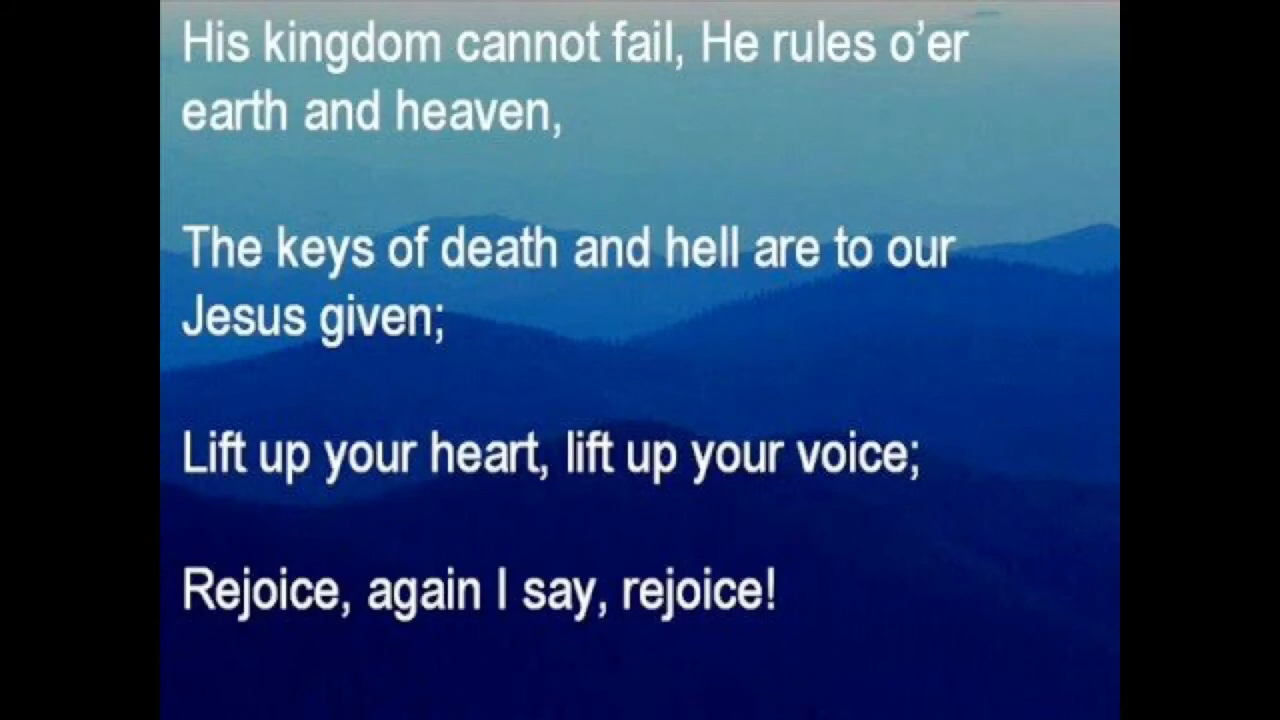 His kingdom cannot fail, He rules o’er
earth and heaven,
The keys of death and hell are to our
Jesus given;
Lift up your heart, lift up your voice;
Rejoice, again I say, rejoice!